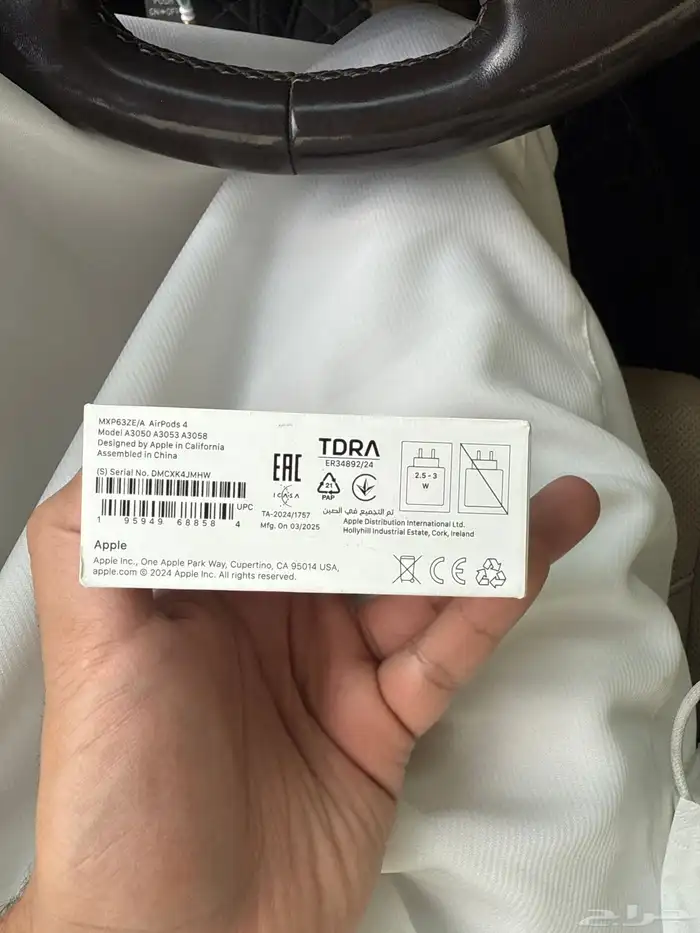 MXP63ZE/A AirPods 4
Model A3050 A3053 A3058
Designed by Apple in California
Assembled in China
(S) Serial No. DMCXK4JMHW
UPC
1 95949 68858 4
Apple
Apple Inc., One Apple Park Way, Cupertino, CA 95014 USA,
apple.com © 2024 Apple Inc. All rights reserved.
EAC
ICASA
TA-2024/1757
Mfg. On 03/2025
TDRA
ER34892/24
21
PAP
تم التجميع في الصين
Apple Distribution International Ltd.
Hollyhill Industrial Estate, Cork, Ireland
2.5 - 3
W
CE
حراج